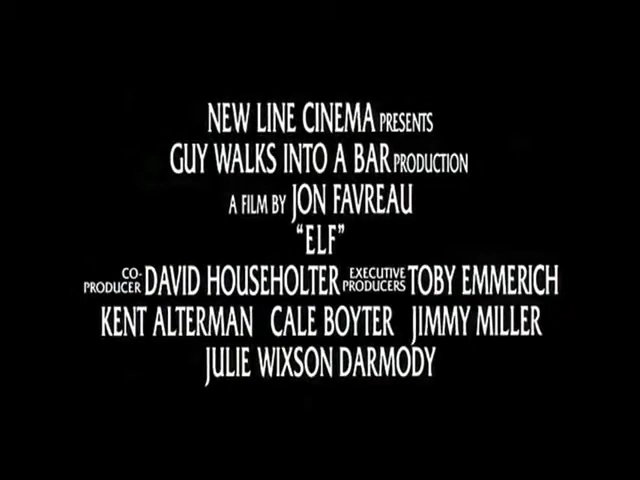 NEW LINE CINEMA PRESENTS
GUY WALKS INTO A BAR PRODUCTION
A FILM BY JON FAVREAU
“ELF”
CO-PRODUCER DAVID HOUSEHOLTER EXECUTIVE PRODUCERS TOBY EMMERICH
KENT ALTERMAN CALE BOYTER JIMMY MILLER
JULIE WIXSON DARMODY